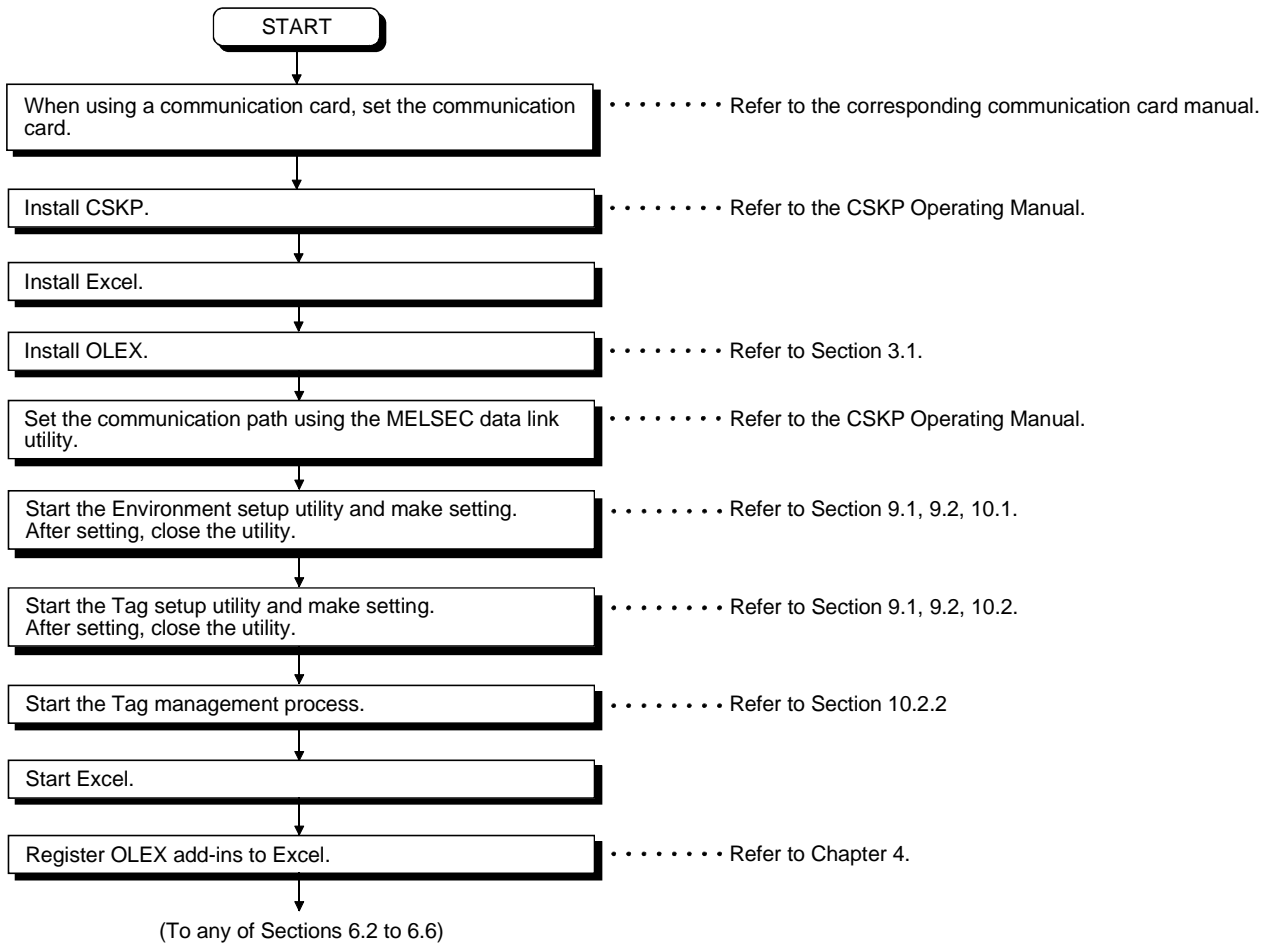 START
When using a communication card, set the communication
card.
Refer to the corresponding communication card manual.
Install CSKP.
Refer to the CSKP Operating Manual.
Install Excel.
Install OLEX.
Refer to Section 3.1.
Set the communication path using the MELSEC data link
utility.
Refer to the CSKP Operating Manual.
Start the Environment setup utility and make setting.
After setting, close the utility.
Refer to Section 9.1, 9.2, 10.1.
Start the Tag setup utility and make setting.
After setting, close the utility.
Refer to Section 9.1, 9.2, 10.2.
Start the Tag management process.
Refer to Section 10.2.2
Start Excel.
Register OLEX add-ins to Excel.
Refer to Chapter 4.
(To any of Sections 6.2 to 6.6)